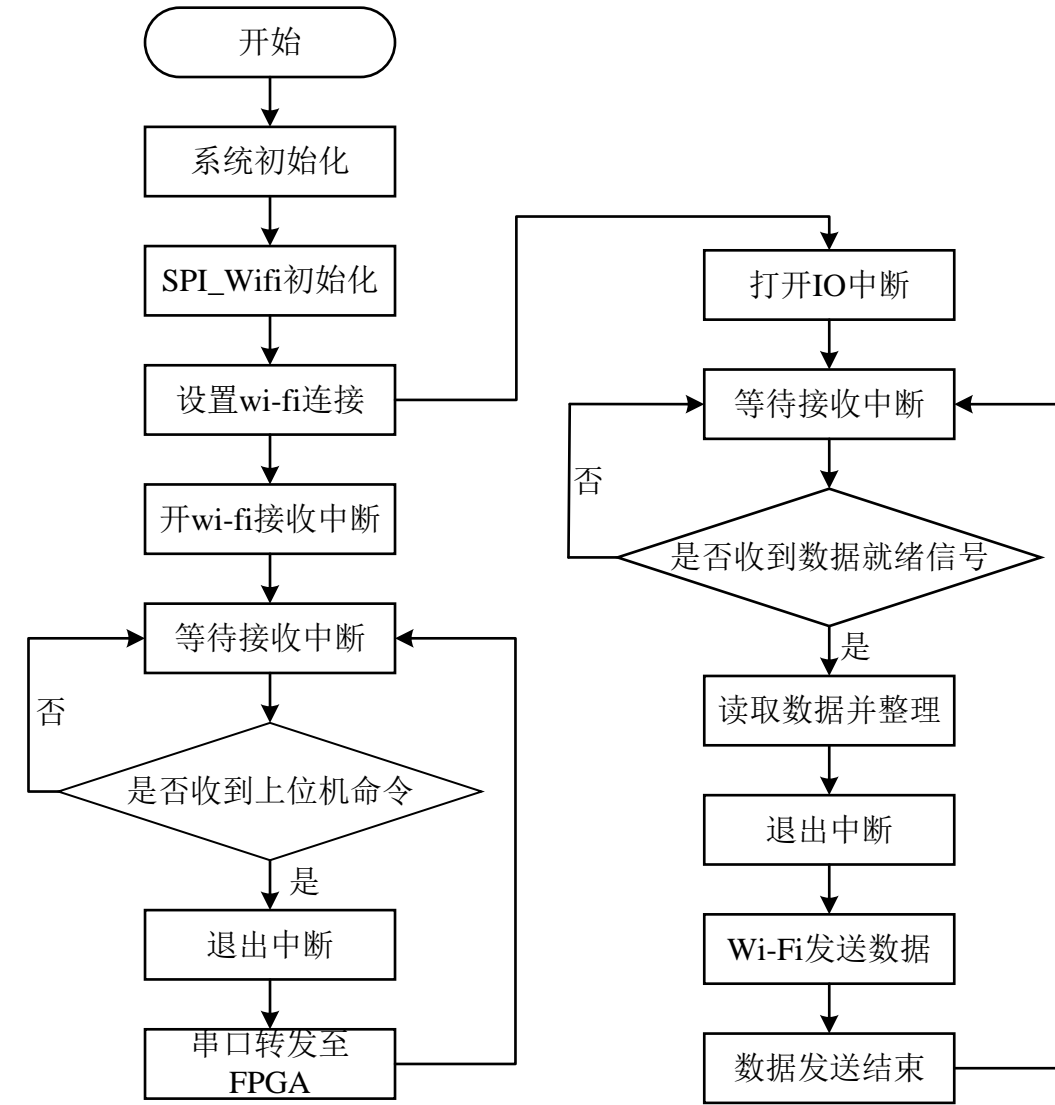 开始
系统初始化
SPI_Wifi初始化
设置wi-fi连接
开wi-fi接收中断
等待接收中断
否
是否收到上位机命令
是
退出中断
串口转发至
FPGA
打开IO中断
等待接收中断
否
是否收到数据就绪信号
是
读取数据并整理
退出中断
Wi-Fi发送数据
数据发送结束